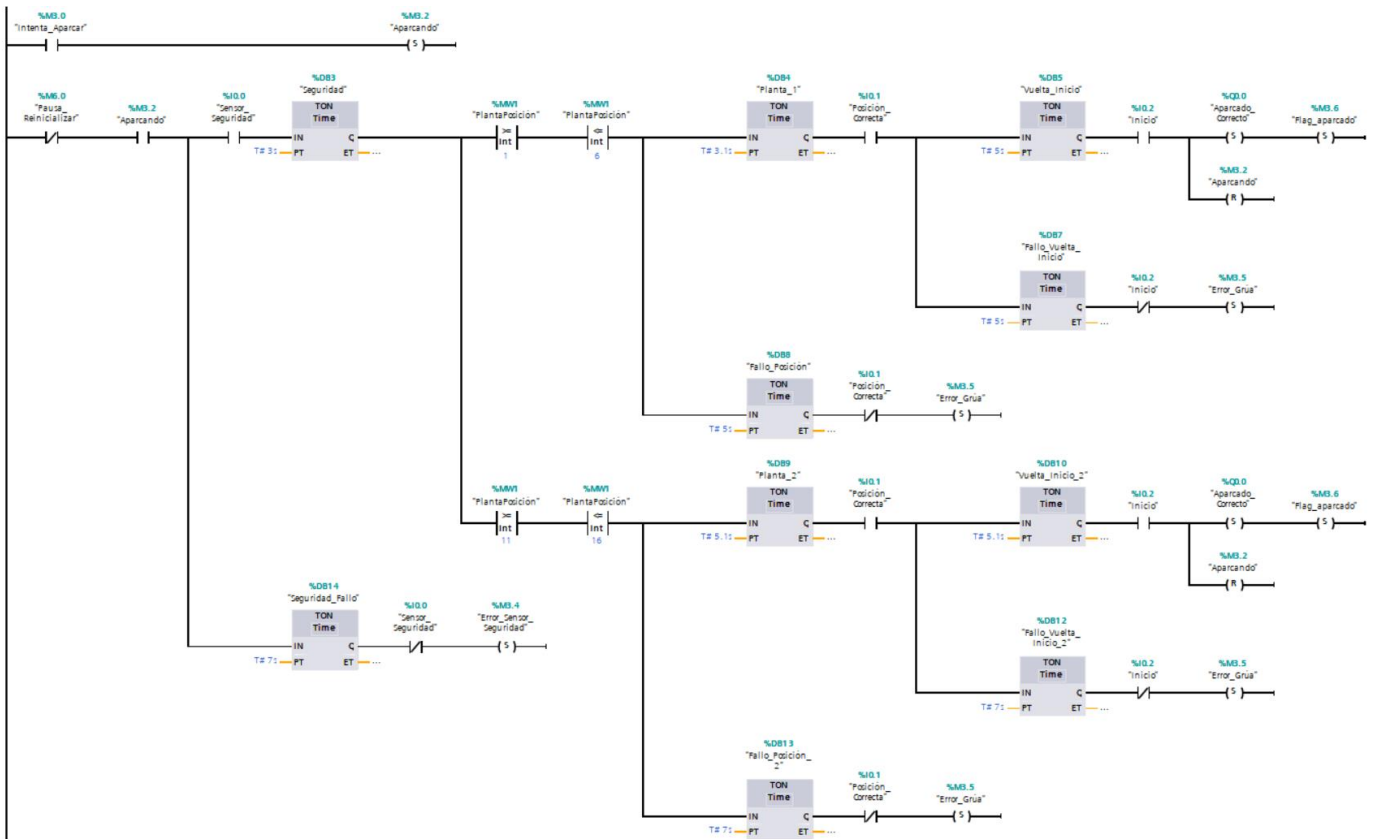 %M3.0
"Intenta_Aparcar"
%M3.2
"Aparcando"
( S )
%M6.0
"Pausa_
Reinicializar"
%M3.2
"Aparcando"
%I0.0
"Sensor_
Seguridad"
%DB3
"Seguridad"
TON
Time
IN Q
T# 3s PT ET ...
%MW1
"PlantaPosición"
>=
Int
1
%MW1
"PlantaPosición"
<=
Int
6
%DB4
"Planta_1"
TON
Time
IN Q
T# 3.1s PT ET ...
%I0.1
"Posición_
Correcta"
%DB5
"Vuelta_Inicio"
TON
Time
IN Q
T# 5s PT ET ...
%I0.2
"Inicio"
%Q0.0
"Aparcado_
Correcto"
( S )
%M3.6
"Flag_aparcado"
( S )
%M3.2
"Aparcando"
( R )
%DB7
"Fallo_Vuelta_
Inicio"
TON
Time
IN Q
T# 5s PT ET ...
%I0.2
"Inicio"
%M3.5
"Error_Grúa"
( S )
%DB8
"Fallo_Posición"
TON
Time
IN Q
T# 5s PT ET ...
%I0.1
"Posición_
Correcta"
%M3.5
"Error_Grúa"
( S )
%MW1
"PlantaPosición"
>=
Int
11
%MW1
"PlantaPosición"
<=
Int
16
%DB9
"Planta_2"
TON
Time
IN Q
T# 5.1s PT ET ...
%I0.1
"Posición_
Correcta"
%DB10
"Vuelta_Inicio_2"
TON
Time
IN Q
T# 5.1s PT ET ...
%I0.2
"Inicio"
%Q0.0
"Aparcado_
Correcto"
( S )
%M3.6
"Flag_aparcado"
( S )
%M3.2
"Aparcando"
( R )
%DB14
"Seguridad_Fallo"
TON
Time
IN Q
T# 7s PT ET ...
%I0.0
"Sensor_
Seguridad"
%M3.4
"Error_Sensor_
Seguridad"
( S )
%DB12
"Fallo_Vuelta_
Inicio_2"
TON
Time
IN Q
T# 7s PT ET ...
%I0.2
"Inicio"
%M3.5
"Error_Grúa"
( S )
%DB13
"Fallo_Posición_
2"
TON
Time
IN Q
T# 7s PT ET ...
%I0.1
"Posición_
Correcta"
%M3.5
"Error_Grúa"
( S )